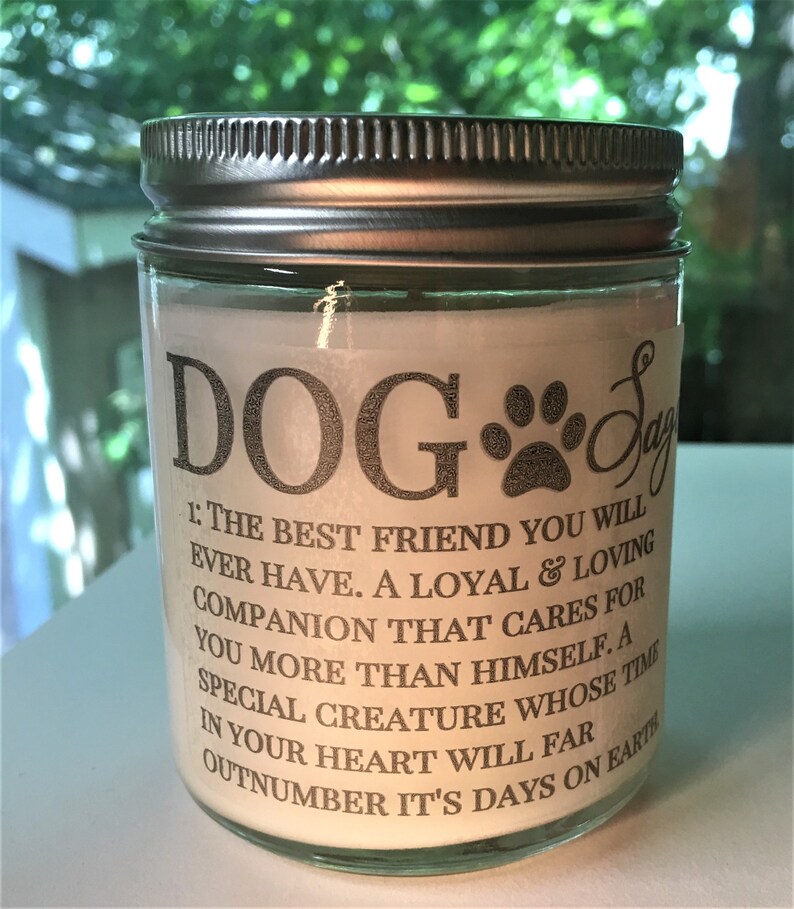 DOG Sage
1: THE BEST FRIEND YOU WILL
EVER HAVE. A LOYAL & LOVING
COMPANION THAT CARES FOR
YOU MORE THAN HIMSELF. A
SPECIAL CREATURE WHOSE TIME
IN YOUR HEART WILL FAR
OUTNUMBER IT'S DAYS ON EARTH.